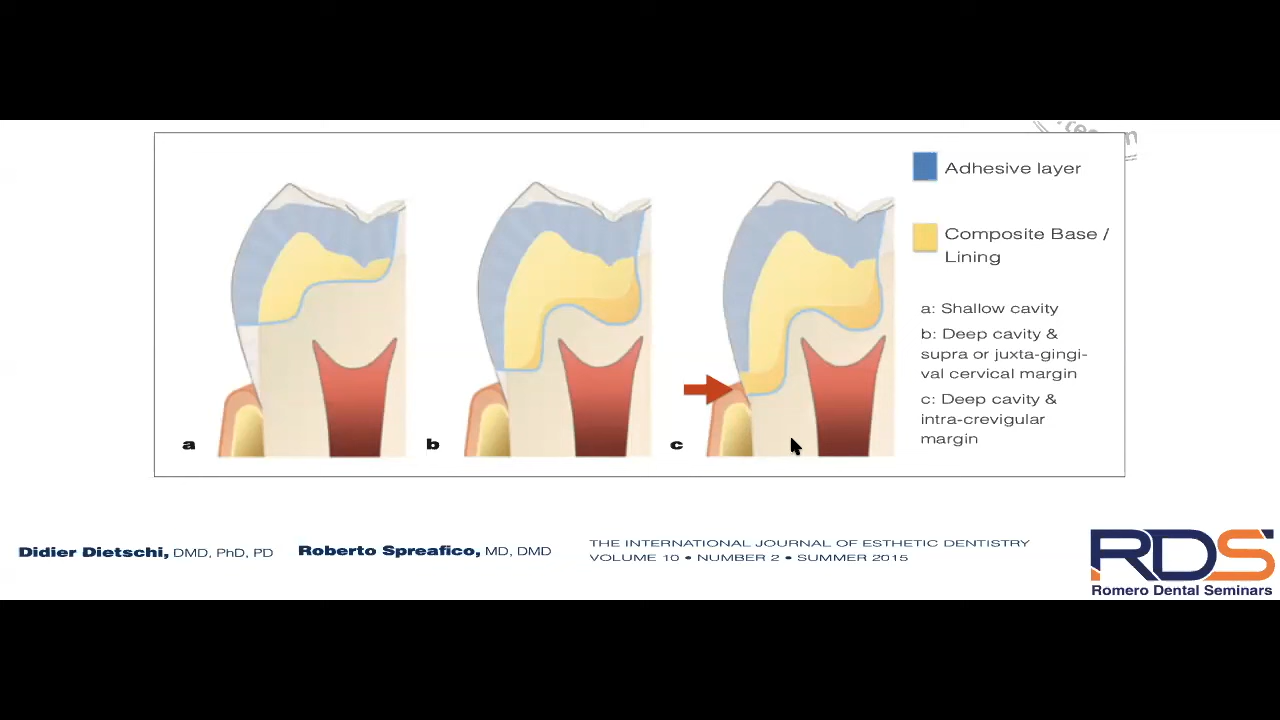 Adhesive layer
Composite Base /
Lining
a: Shallow cavity
b: Deep cavity &
supra or juxta-gingi-
val cervical margin
c: Deep cavity &
intra-crevigular
margin
a
b
c
Didier Dietschi, DMD, PhD, PD
Roberto Spreafico, MD, DMD
THE INTERNATIONAL JOURNAL OF ESTHETIC DENTISTRY
VOLUME 10 • NUMBER 2 • SUMMER 2015
RDS
Romero Dental Seminars